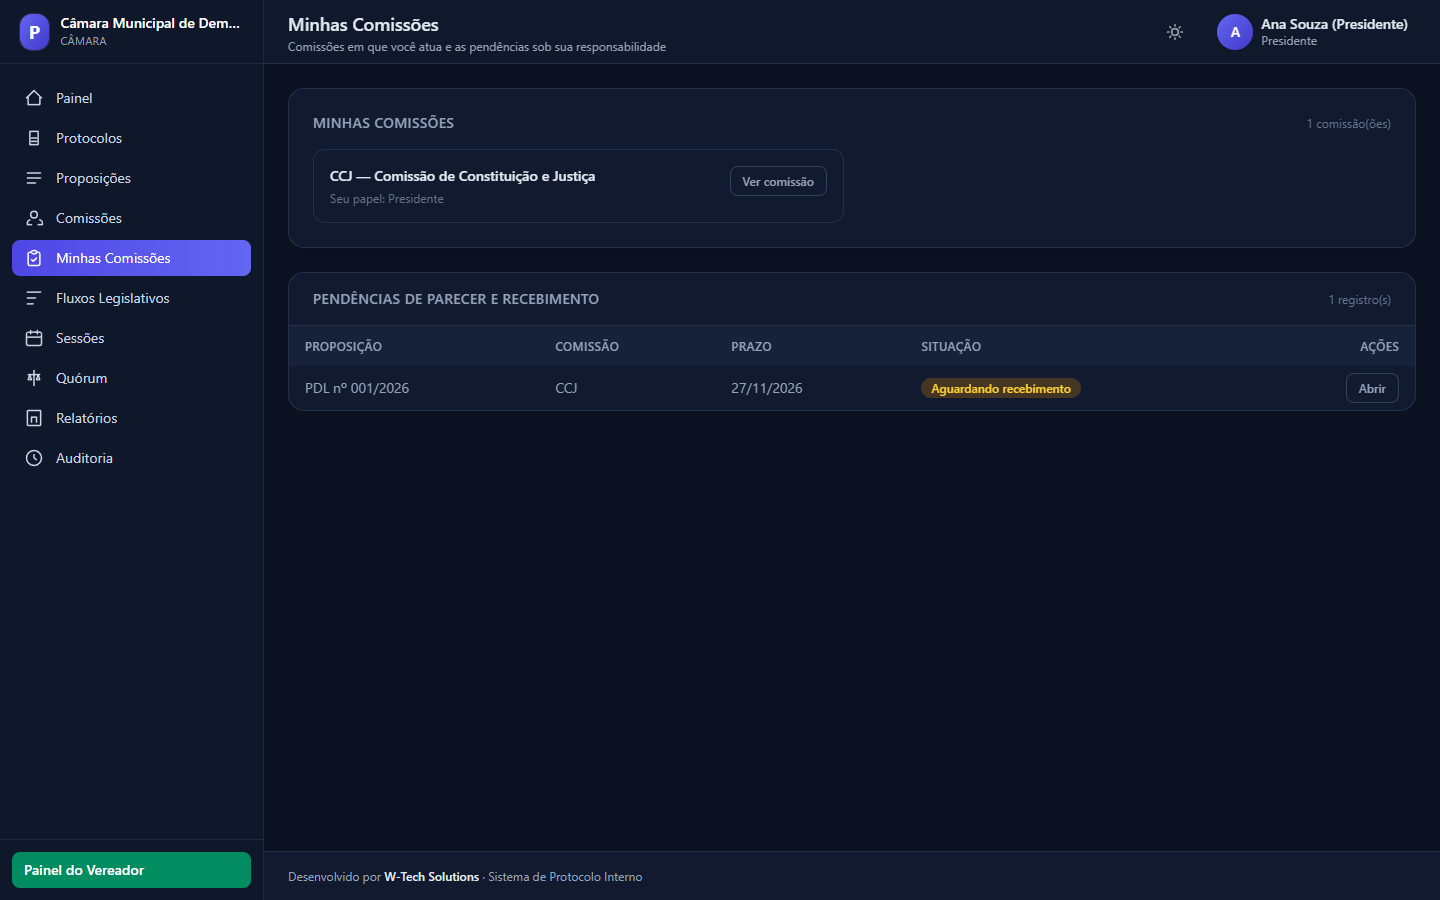 P
Câmara Municipal de Dem...
CÂMARA
Painel
Protocolos
Proposições
Comissões
Minhas Comissões
Fluxos Legislativos
Sessões
Quórum
Relatórios
Auditoria
Painel do Vereador
Minhas Comissões
Comissões em que você atua e as pendências sob sua responsabilidade
A
Ana Souza (Presidente)
Presidente
MINHAS COMISSÕES
1 comissão(ões)
CCJ — Comissão de Constituição e Justiça
Seu papel: Presidente
Ver comissão
PENDÊNCIAS DE PARECER E RECEBIMENTO
1 registro(s)
PROPOSIÇÃO COMISSÃO PRAZO SITUAÇÃO AÇÕES
PDL nº 001/2026 CCJ 27/11/2026 Aguardando recebimento Abrir
Desenvolvido por W-Tech Solutions · Sistema de Protocolo Interno